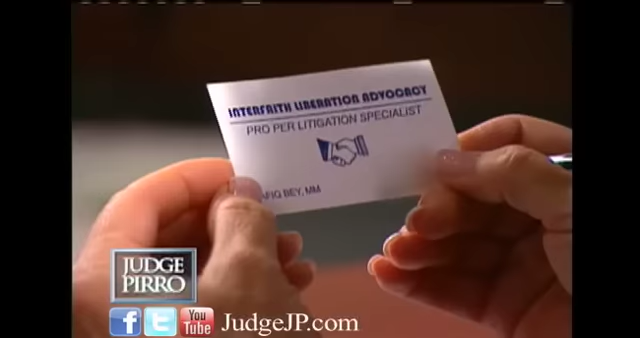 INTERFAITH LIBERATION ADVOCACY
PRO PER LITIGATION SPECIALIST
BEY, MM
JUDGE
PIRRO
f
t
You
Tube
JudgeJP.com